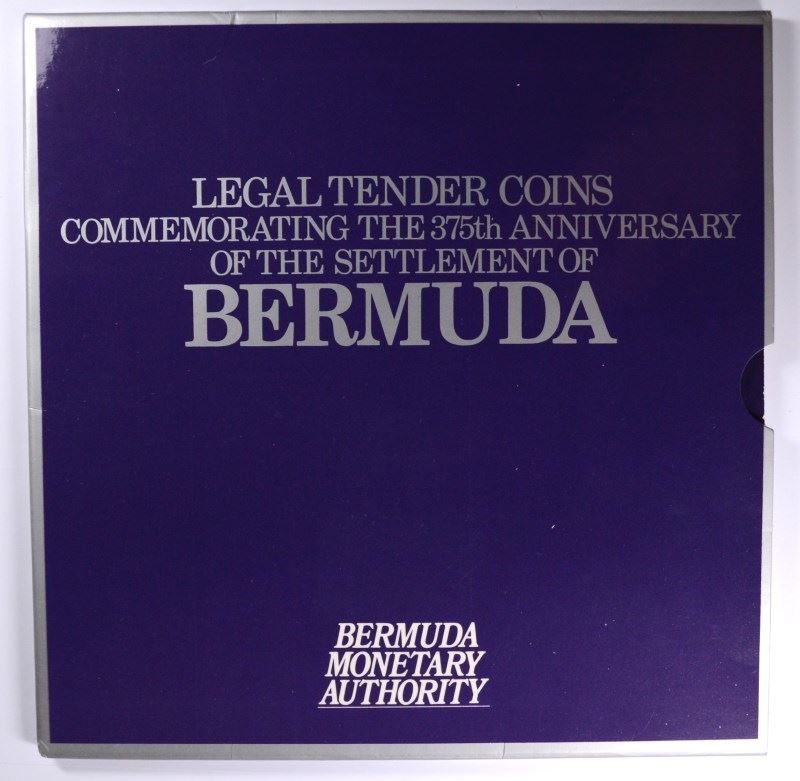 LEGAL TENDER COINS
COMMEMORATING THE 375th ANNIVERSARY
OF THE SETTLEMENT OF
BERMUDA
BERMUDA
MONETARY
AUTHORITY